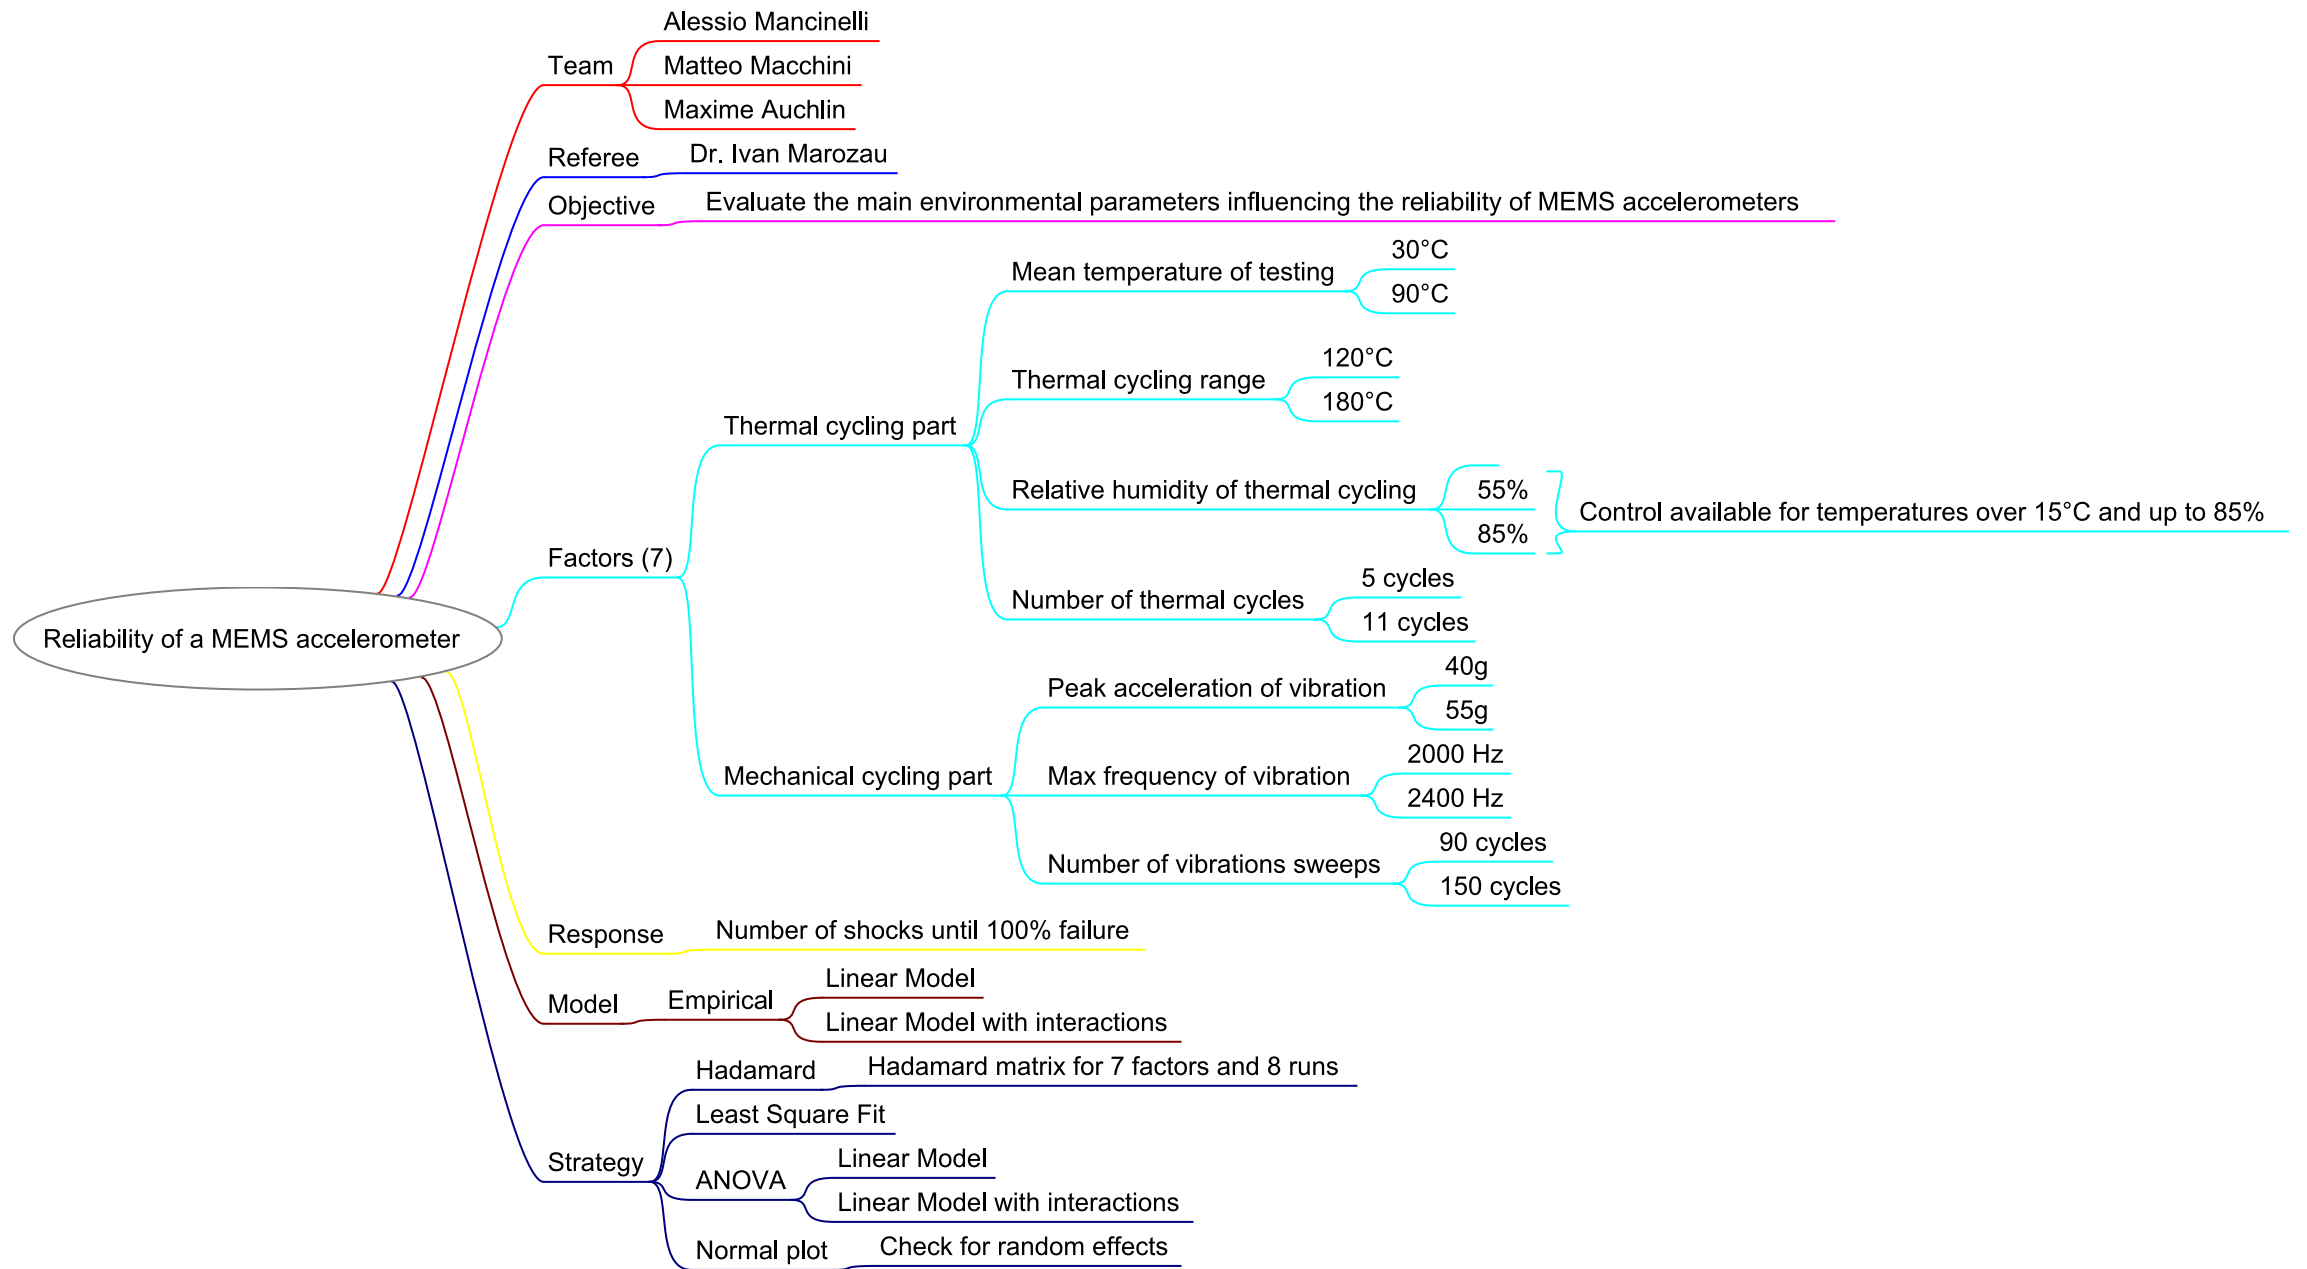 Reliability of a MEMS accelerometer
Team
Alessio Mancinelli
Matteo Macchini
Maxime Auchlin
Referee
Dr. Ivan Marozau
Objective
Evaluate the main environmental parameters influencing the reliability of MEMS accelerometers
Factors (7)
Thermal cycling part
Mean temperature of testing
30°C
90°C
Thermal cycling range
120°C
180°C
Relative humidity of thermal cycling
55%
85%
Control available for temperatures over 15°C and up to 85%
Number of thermal cycles
5 cycles
11 cycles
Mechanical cycling part
Peak acceleration of vibration
40g
55g
Max frequency of vibration
2000 Hz
2400 Hz
Number of vibrations sweeps
90 cycles
150 cycles
Response
Number of shocks until 100% failure
Model
Empirical
Linear Model
Linear Model with interactions
Strategy
Hadamard
Hadamard matrix for 7 factors and 8 runs
Least Square Fit
ANOVA
Linear Model
Linear Model with interactions
Normal plot
Check for random effects